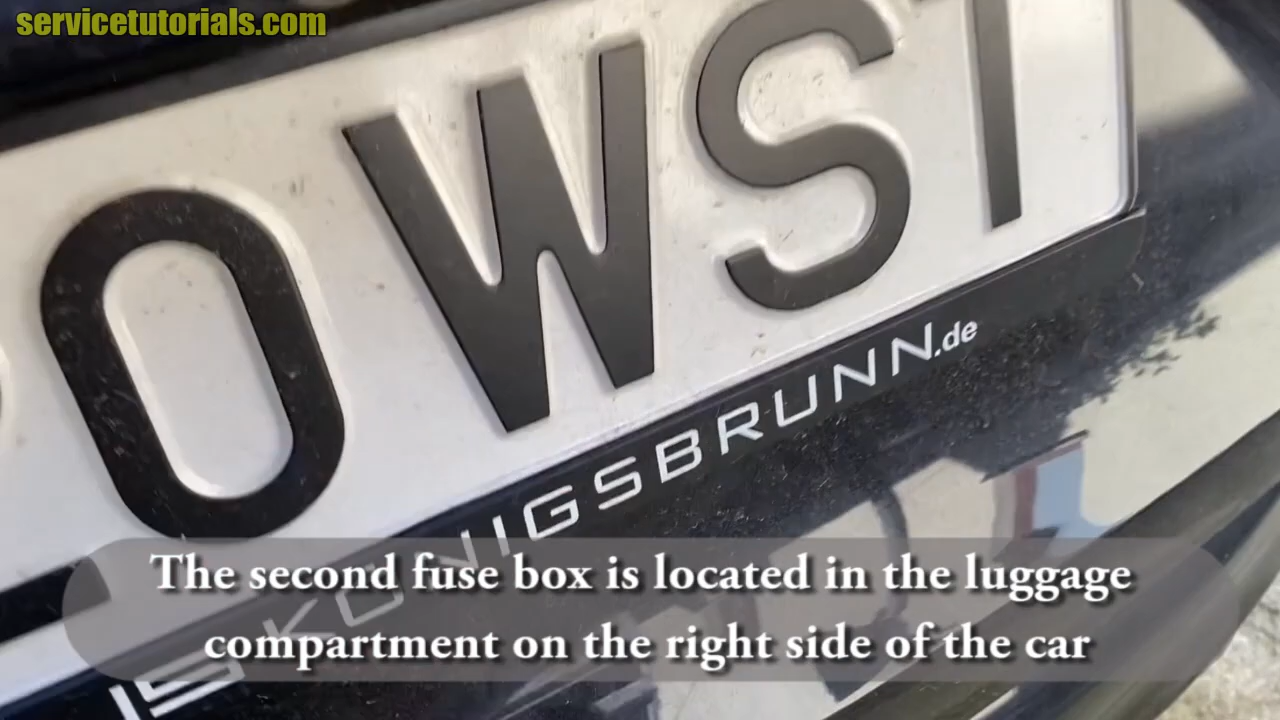 servicetutorials.com
OWST
KÖNIGSBRUNN.de
The second fuse box is located in the luggage
compartment on the right side of the car